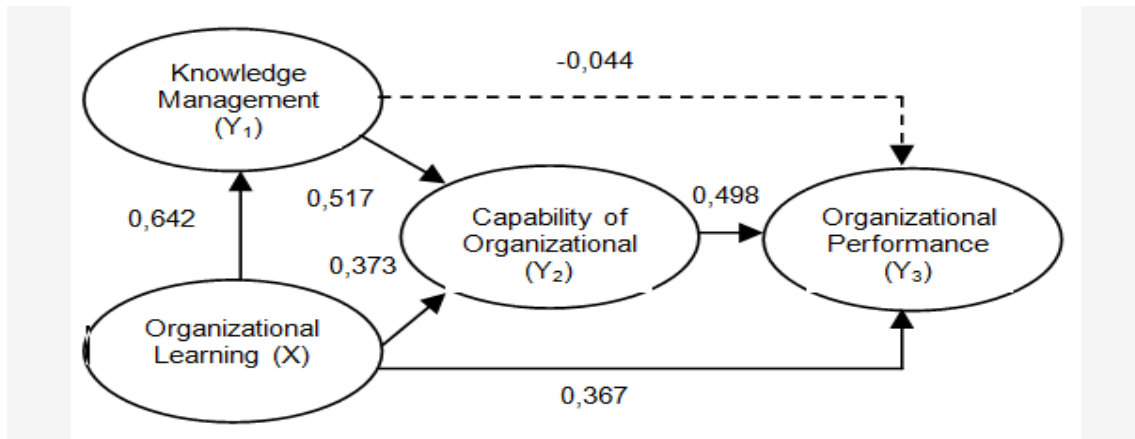 -0,044
Knowledge
Management
(Y₁)
0,517
0,498
0,642
Capability of
Organizational
(Y₂)
Organizational
Performance
(Y₃)
0,373
Organizational
Learning (X)
0,367